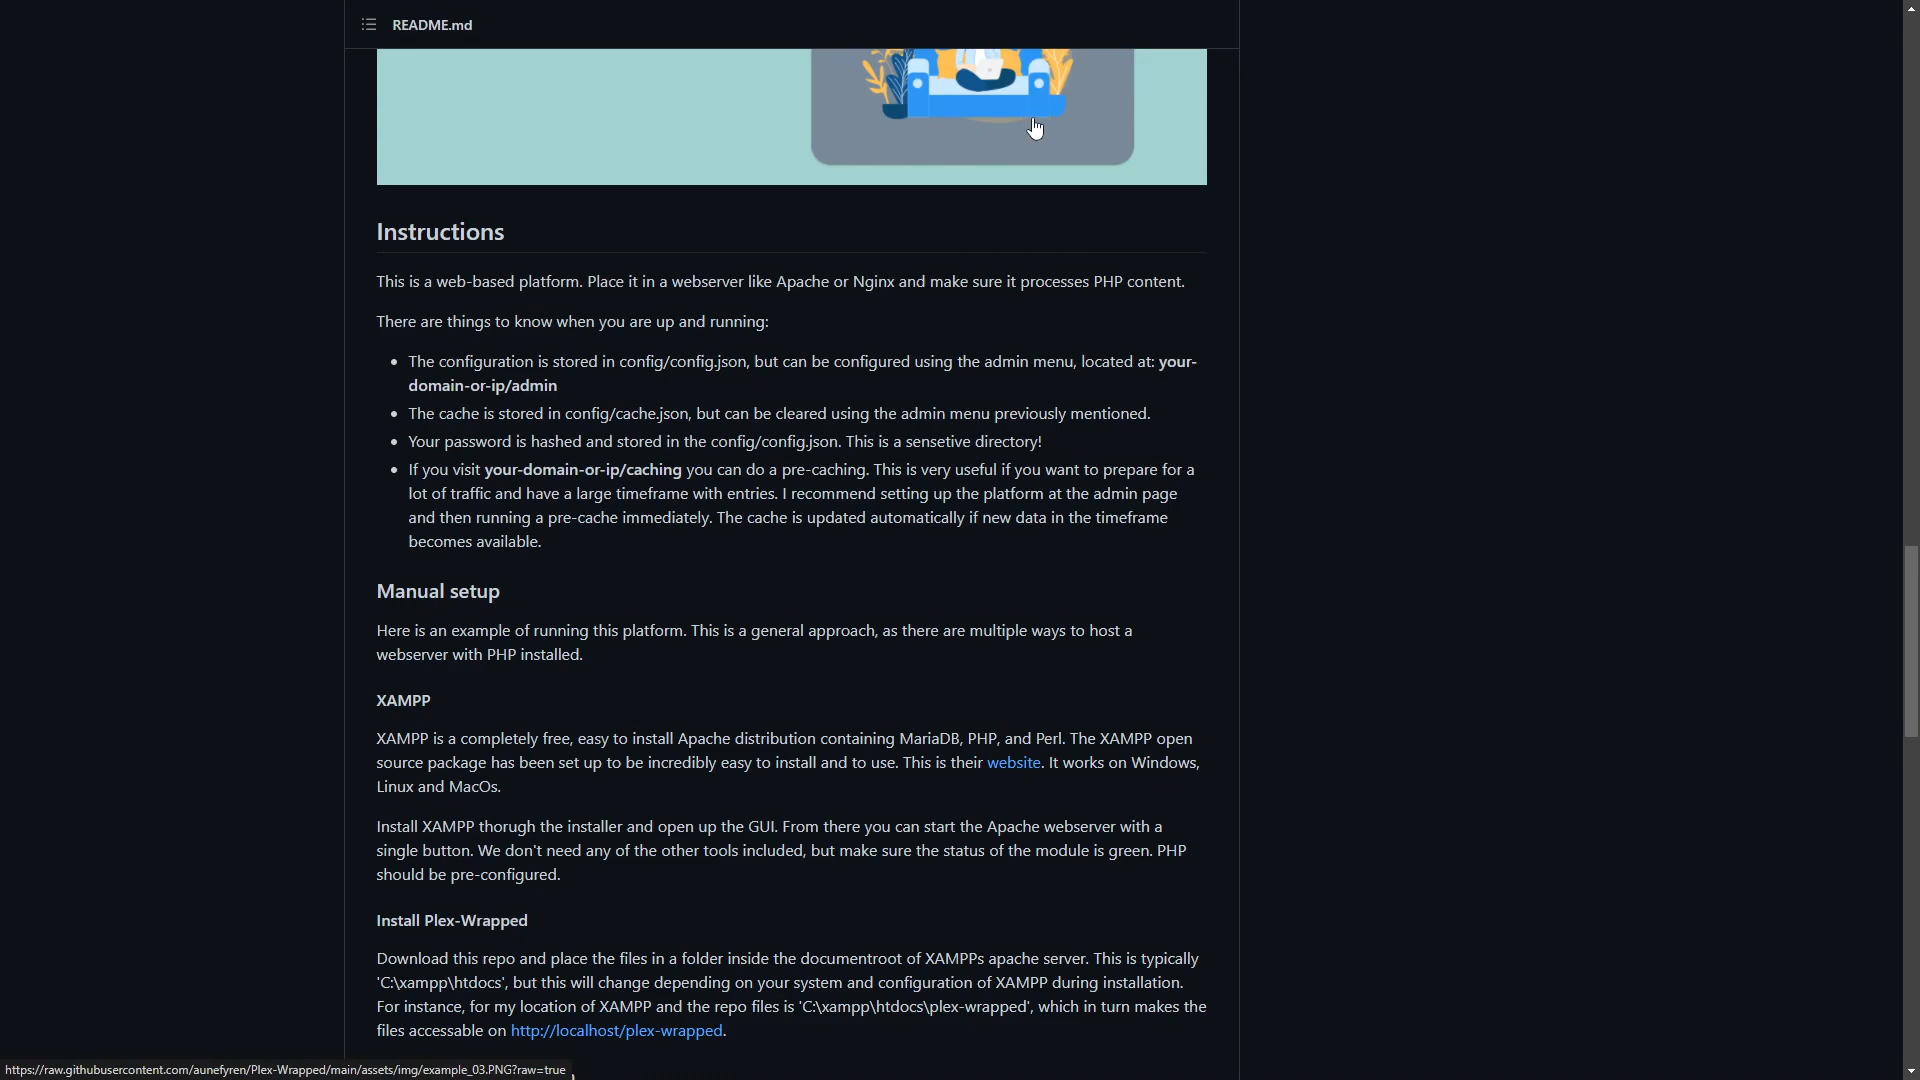 README.md
Instructions
This is a web-based platform. Place it in a webserver like Apache or Nginx and make sure it processes PHP content.
There are things to know when you are up and running:
• The configuration is stored in config/config.json, but can be configured using the admin menu, located at: your-
domain-or-ip/admin
• The cache is stored in config/cache.json, but can be cleared using the admin menu previously mentioned.
• Your password is hashed and stored in the config/config.json. This is a sensetive directory!
• If you visit your-domain-or-ip/caching you can do a pre-caching. This is very useful if you want to prepare for a
lot of traffic and have a large timeframe with entries. I recommend setting up the platform at the admin page
and then running a pre-cache immediately. The cache is updated automatically if new data in the timeframe
becomes available.
Manual setup
Here is an example of running this platform. This is a general approach, as there are multiple ways to host a
webserver with PHP installed.
XAMPP
XAMPP is a completely free, easy to install Apache distribution containing MariaDB, PHP, and Perl. The XAMPP open
source package has been set up to be incredibly easy to install and to use. This is their website. It works on Windows,
Linux and MacOs.
Install XAMPP thorugh the installer and open up the GUI. From there you can start the Apache webserver with a
single button. We don't need any of the other tools included, but make sure the status of the module is green. PHP
should be pre-configured.
Install Plex-Wrapped
Download this repo and place the files in a folder inside the documentroot of XAMPPs apache server. This is typically
'C:\xampp\htdocs', but this will change depending on your system and configuration of XAMPP during installation.
For instance, for my location of XAMPP and the repo files is 'C:\xampp\htdocs\plex-wrapped', which in turn makes the
files accessable on http://localhost/plex-wrapped.
https://raw.githubusercontent.com/aunefyren/Plex-Wrapped/main/assets/img/example_03.PNG?raw=true